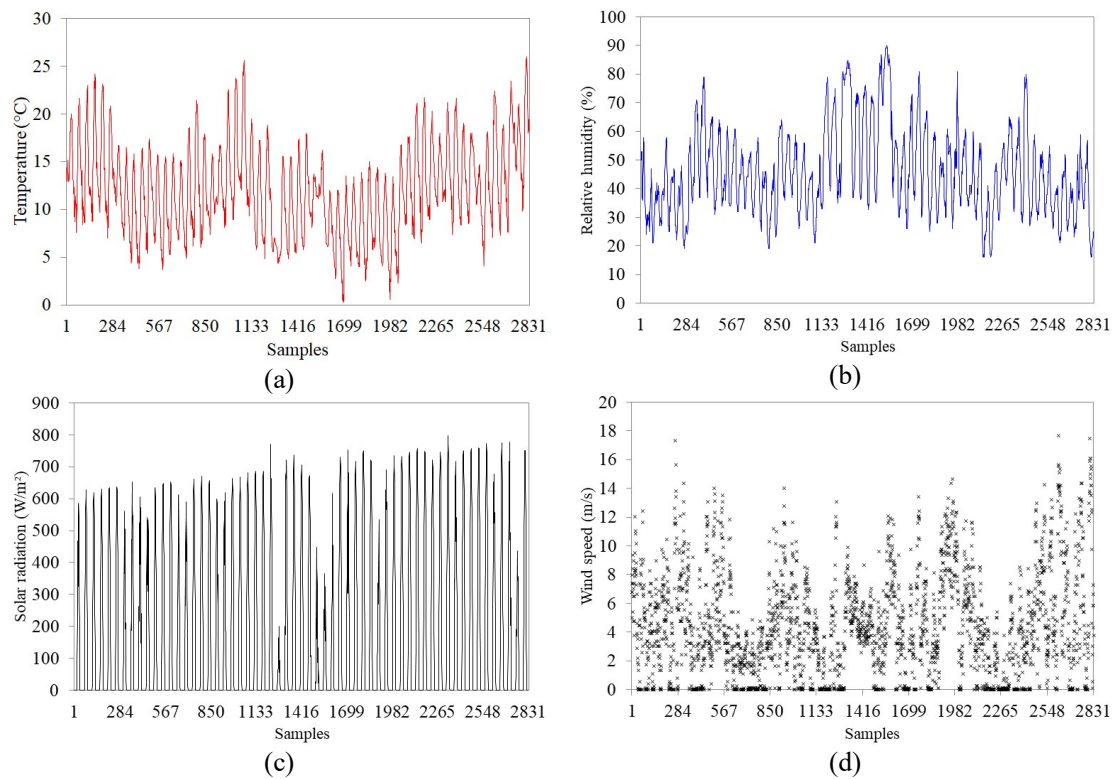 Temperature (°C)
30
25
20
15
10
5
0
1 284 567 850 1133 1416 1699 1982 2265 2548 2831
Samples
(a)
Relative humidity (%)
100
90
80
70
60
50
40
30
20
10
0
1 284 567 850 1133 1416 1699 1982 2265 2548 2831
Samples
(b)
Solar radiation (W/m²)
900
800
700
600
500
400
300
200
100
0
1 284 567 850 1133 1416 1699 1982 2265 2548 2831
Samples
(c)
Wind speed (m/s)
20
18
16
14
12
10
8
6
4
2
0
1 284 567 850 1133 1416 1699 1982 2265 2548 2831
Samples
(d)